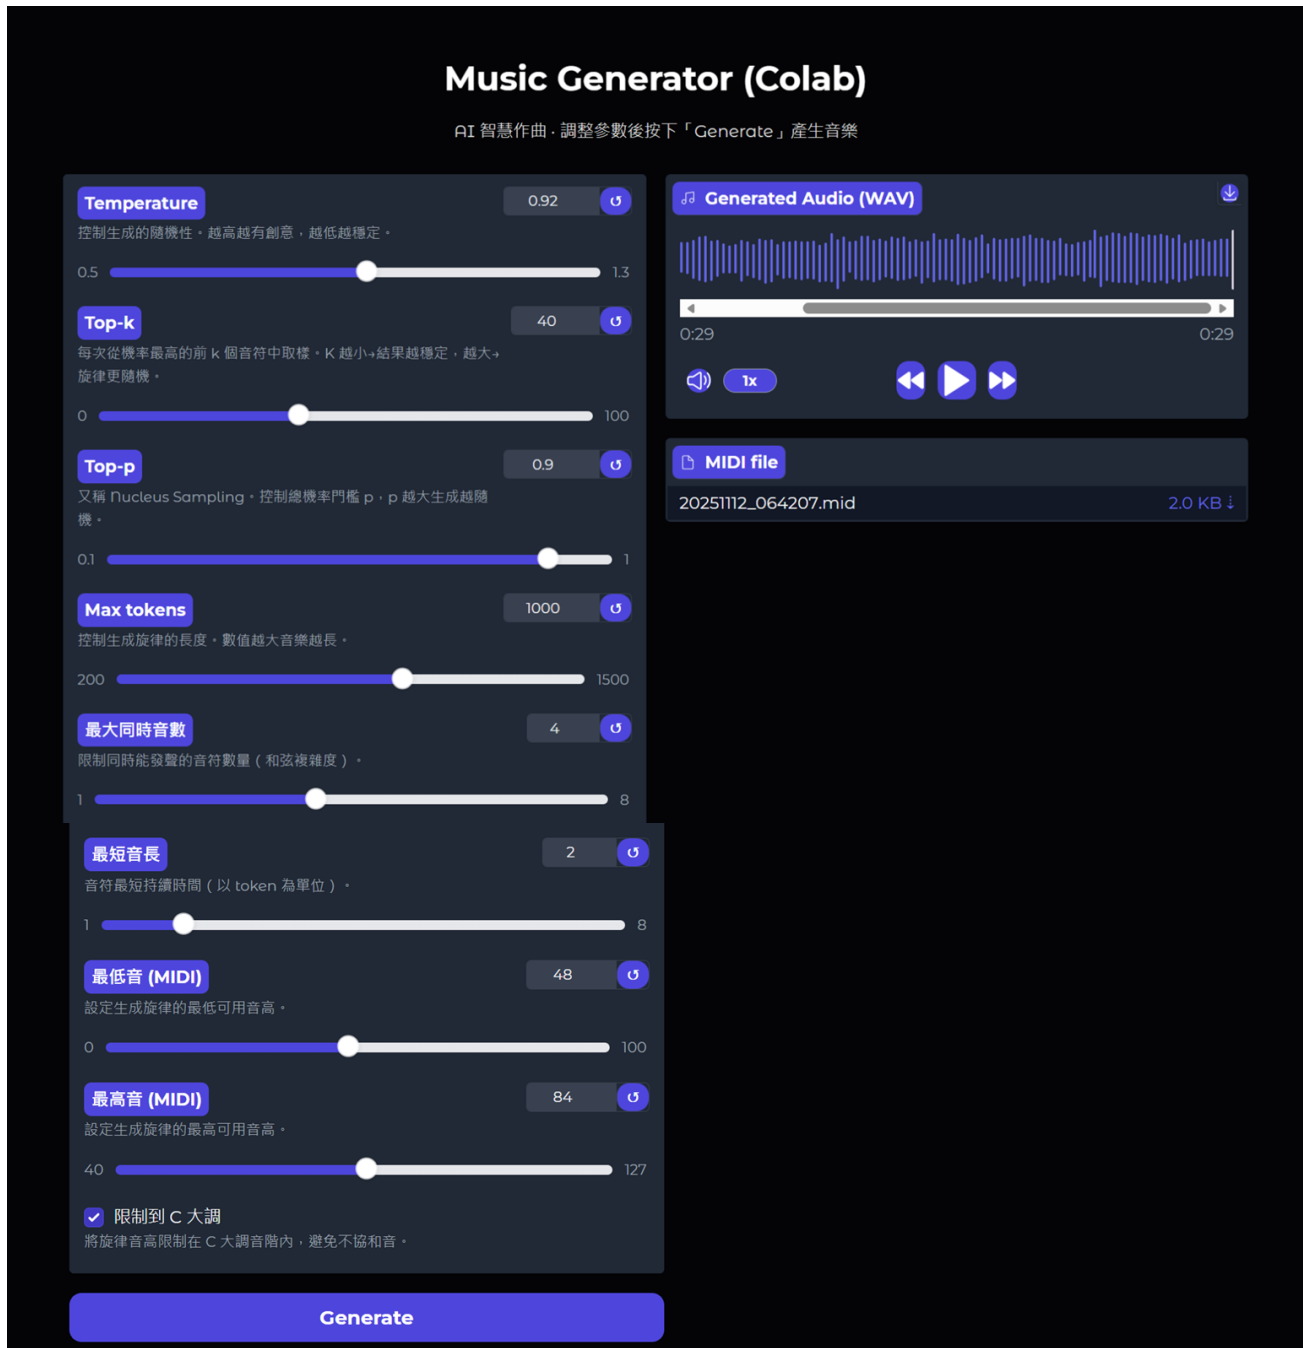 Music Generator (Colab)
AI 智慧作曲 · 調整參數後按下「Generate」產生音樂
Temperature
0.92
↺
控制生成的隨機性。越高越有創意，越低越穩定。
0.5
1.3
Top-k
40
↺
每次從機率最高的前 k 個音符中取樣。K 越小→結果越穩定，越大→
旋律更隨機。
0
100
Top-p
0.9
↺
又稱 Nucleus Sampling。控制總機率門檻 p，p 越大生成越隨
機。
0.1
1
Max tokens
1000
↺
控制生成旋律的長度。數值越大音樂越長。
200
1500
最大同時音數
4
↺
限制同時能發聲的音符數量（和弦複雜度）。
1
8
最短音長
2
↺
音符最短持續時間（以 token 為單位）。
1
8
最低音 (MIDI)
48
↺
設定生成旋律的最低可用音高。
0
100
最高音 (MIDI)
84
↺
設定生成旋律的最高可用音高。
40
127
限制到 C 大調
將旋律音高限制在 C 大調音階內，避免不協和音。
Generate
Generated Audio (WAV)
0:29
0:29
1x
MIDI file
20251112_064207.mid
2.0 KB ⇣